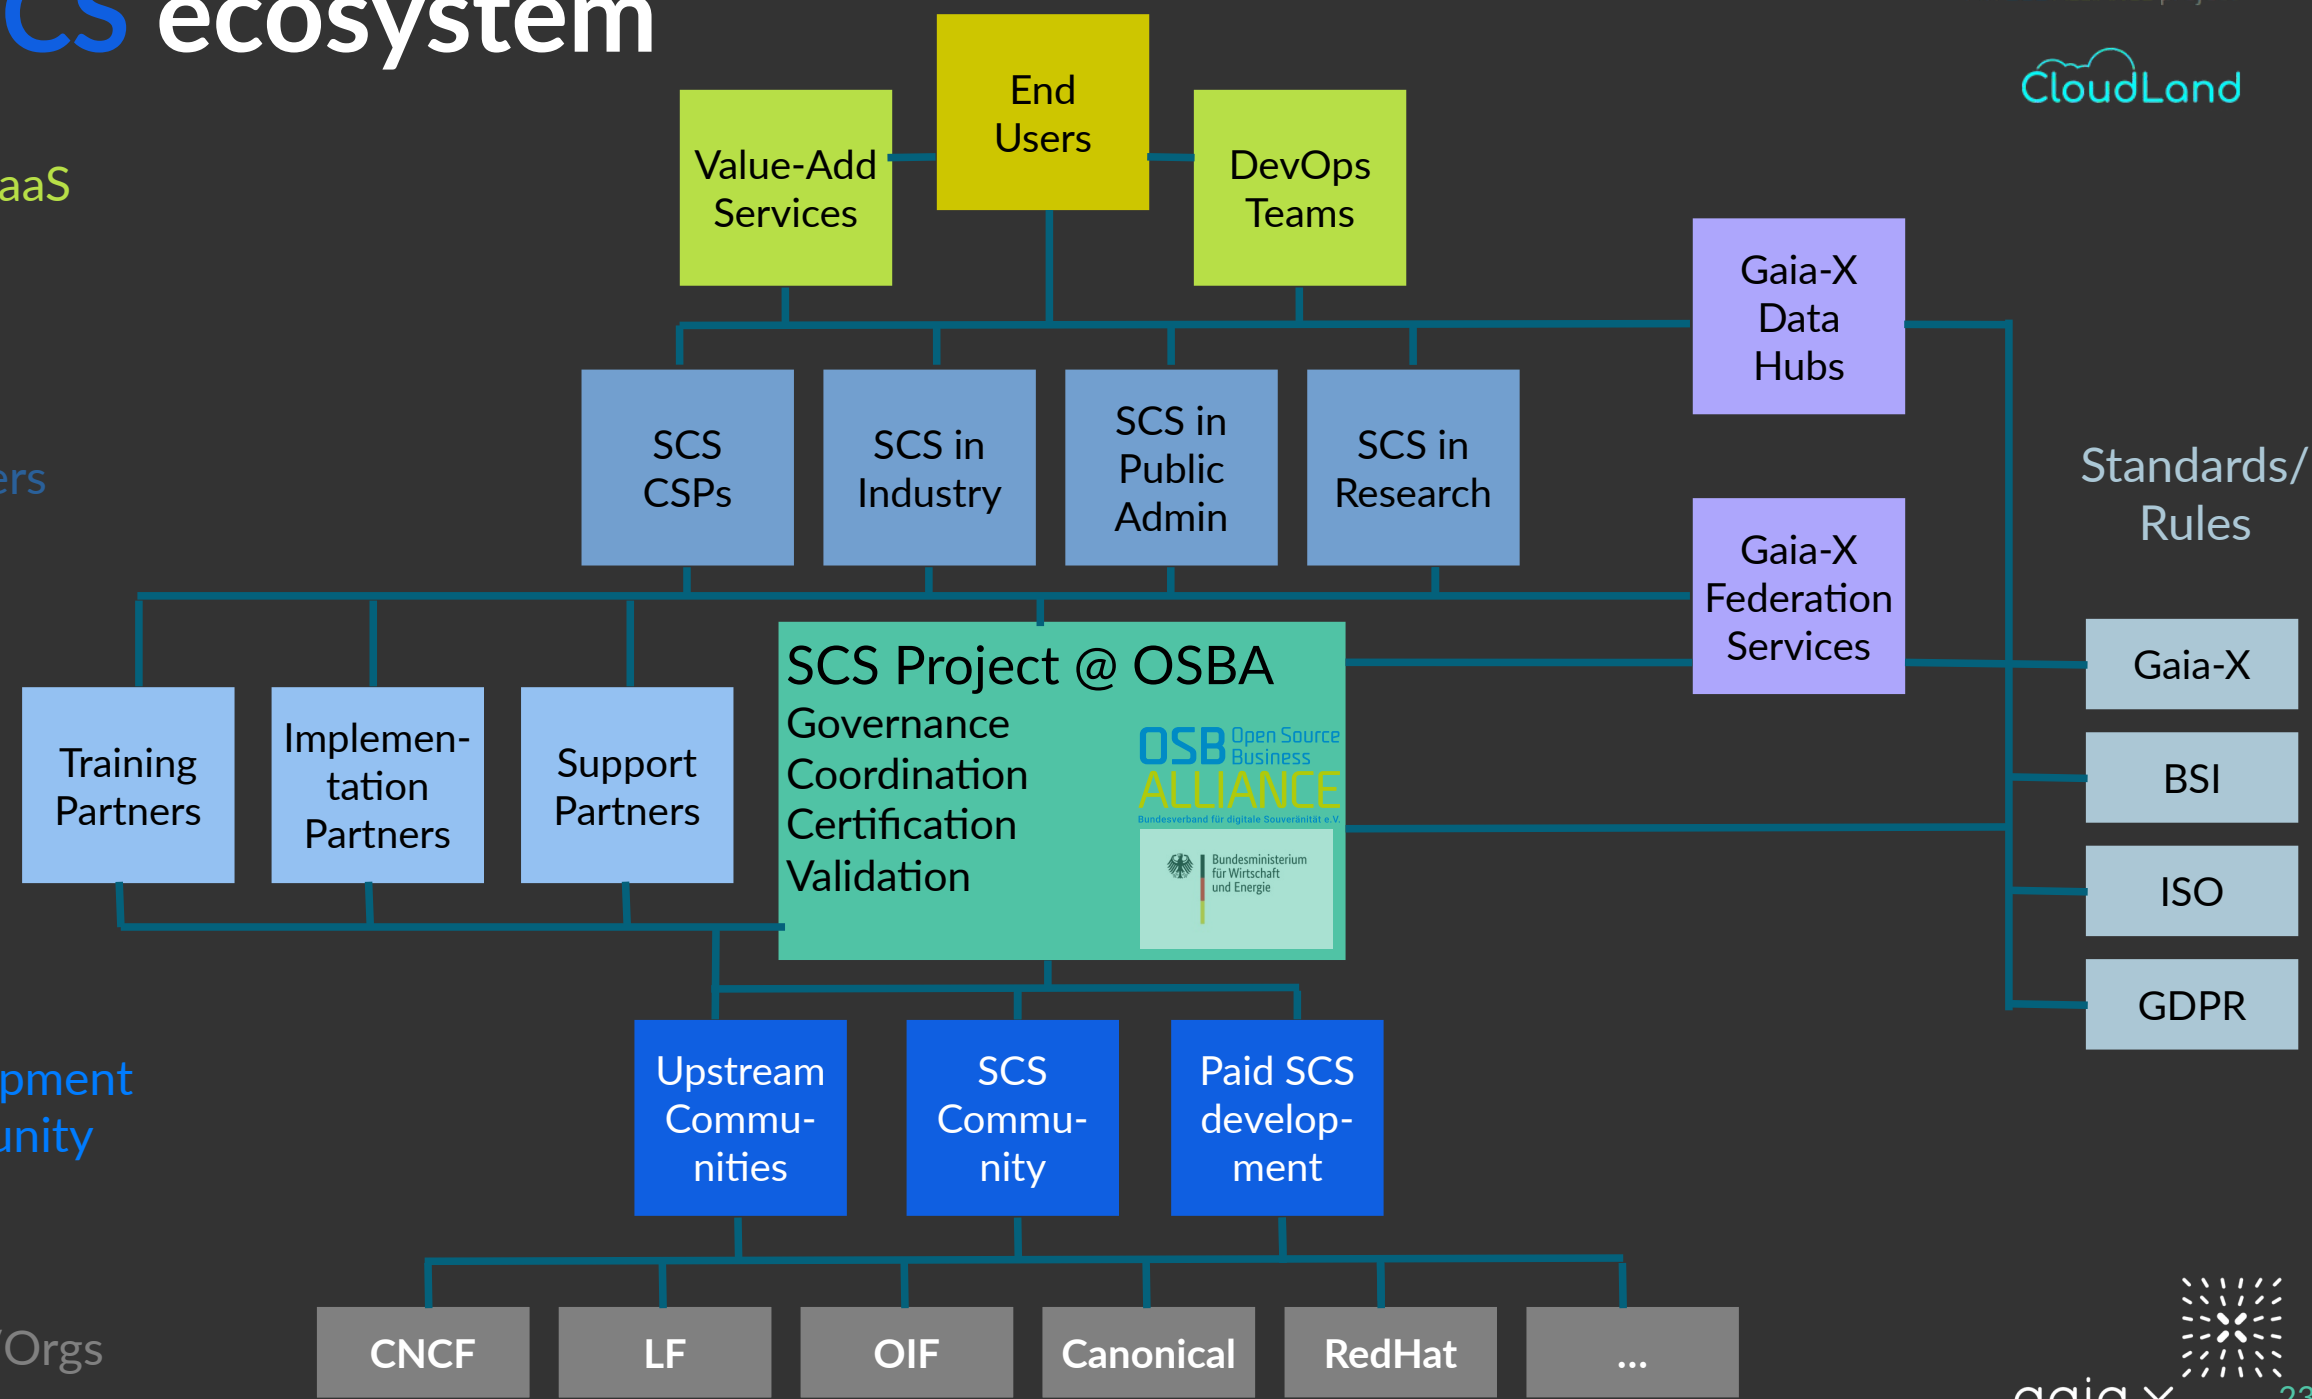 CS ecosystem
CloudLand
End
Users
Value-Add
Services
DevOps
Teams
aaS
Gaia-X
Data
Hubs
SCS
CSPs
SCS in
Industry
SCS in
Public
Admin
SCS in
Research
ers
Standards/
Rules
Gaia-X
Federation
Services
Training
Partners
Implemen-
tation
Partners
Support
Partners
SCS Project @ OSBA
Governance
Coordination
Certification
Validation
OSB Open Source
Business
ALLIANCE
Bundesverband für digitale Souveränität e.V.
Bundesministerium
für Wirtschaft
und Energie
Gaia-X
BSI
ISO
GDPR
pment
unity
Upstream
Commu-
nities
SCS
Commu-
nity
Paid SCS
develop-
ment
/Orgs
CNCF
LF
OIF
Canonical
RedHat
...
gaia-x
23